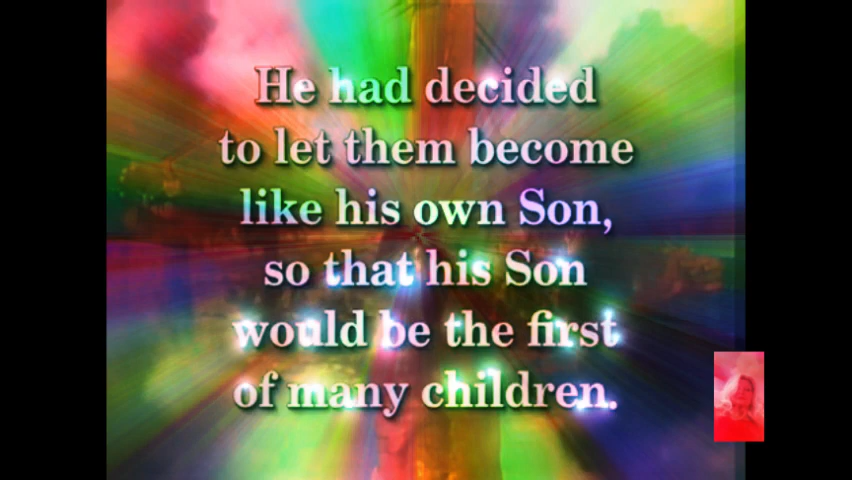 He had decided
to let them become
like his own Son,
so that his Son
would be the first
of many children.